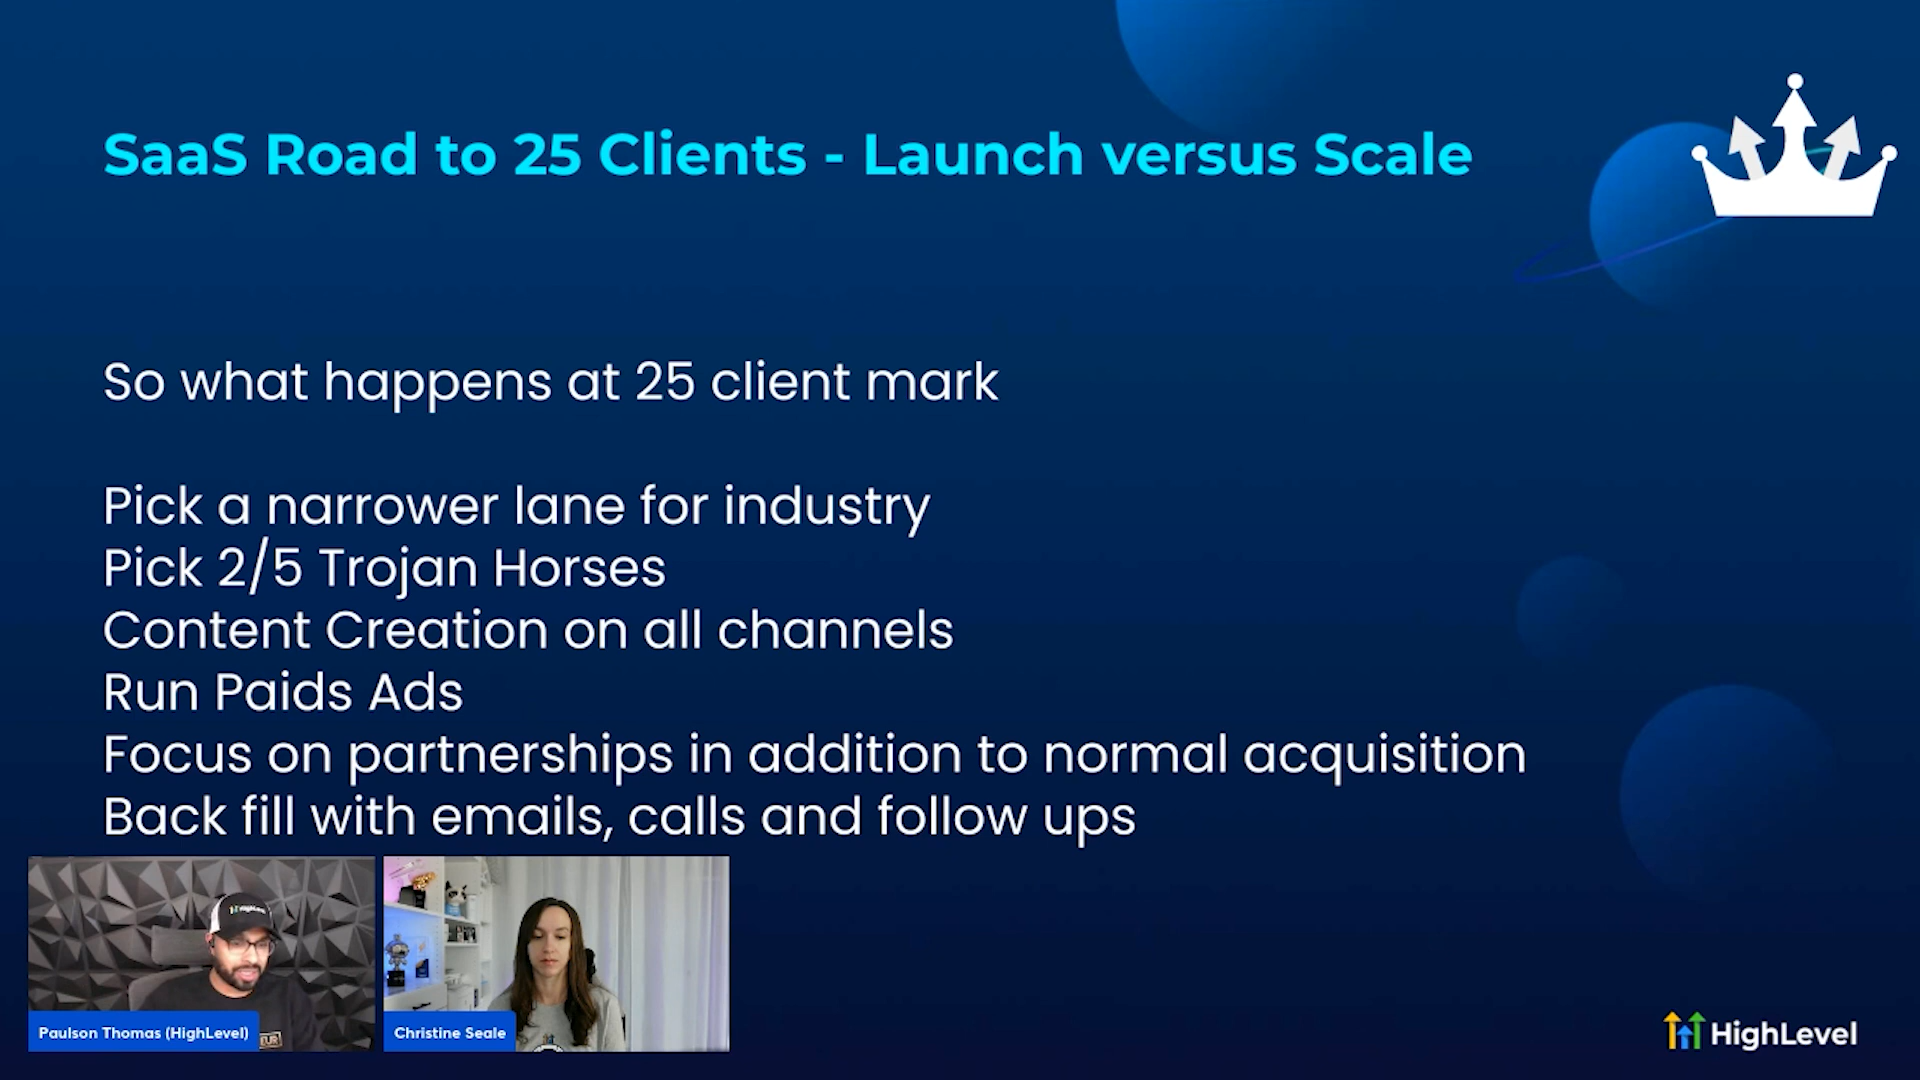 SaaS Road to 25 Clients - Launch versus Scale
So what happens at 25 client mark
Pick a narrower lane for industry
Pick 2/5 Trojan Horses
Content Creation on all channels
Run Paids Ads
Focus on partnerships in addition to normal acquisition
Back fill with emails, calls and follow ups
HighLevel
Paulson Thomas (HighLevel)
Christine Seale
HighLevel